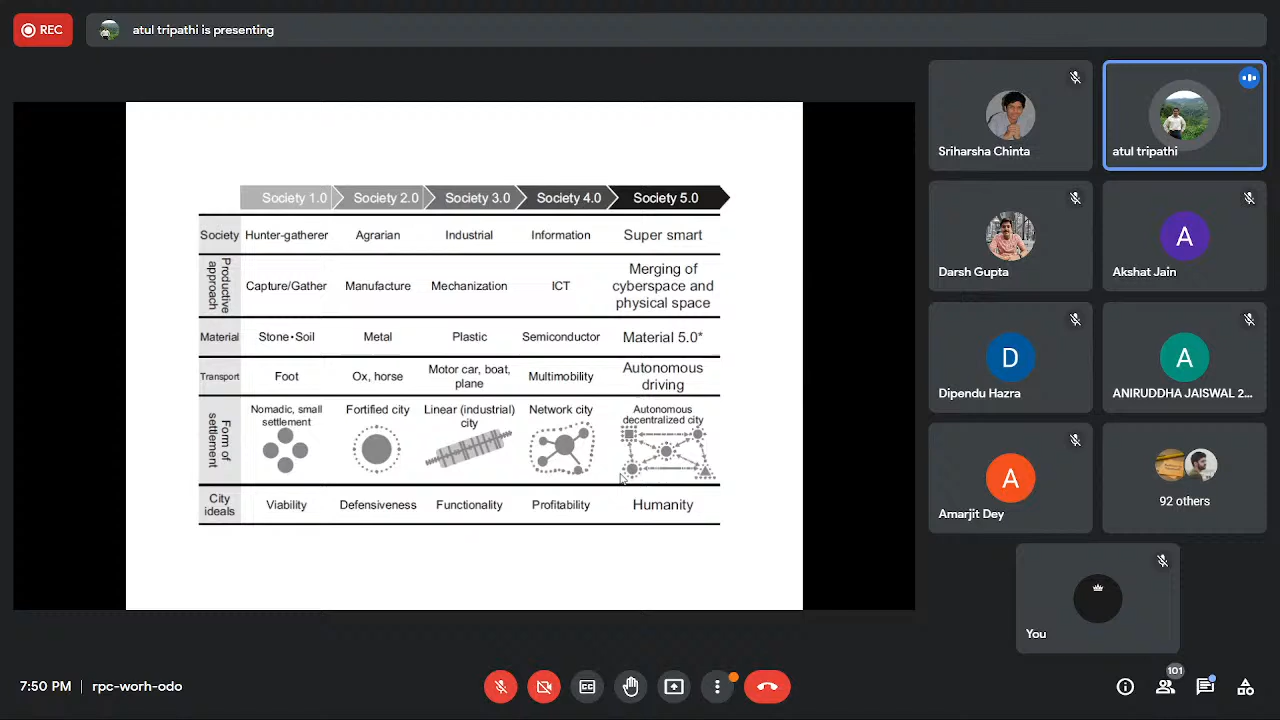 REC
atul tripathi is presenting
Society 1.0 Society 2.0 Society 3.0 Society 4.0 Society 5.0
Society Hunter-gatherer Agrarian Industrial Information Super smart
Productive approach Capture/Gather Manufacture Mechanization ICT Merging of cyberspace and physical space
Material Stone・Soil Metal Plastic Semiconductor Material 5.0*
Transport Foot Ox, horse Motor car, boat, plane Multimobility Autonomous driving
Form of settlement Nomadic, small settlement Fortified city Linear (industrial) city Network city Autonomous decentralized city
City ideals Viability Defensiveness Functionality Profitability Humanity
Sriharsha Chinta
atul tripathi
Darsh Gupta
A
Akshat Jain
D
Dipendu Hazra
A
ANIRUDDHA JAISWAL 2...
A
Amarjit Dey
92 others
You
7:50 PM | rpc-worh-odo
101